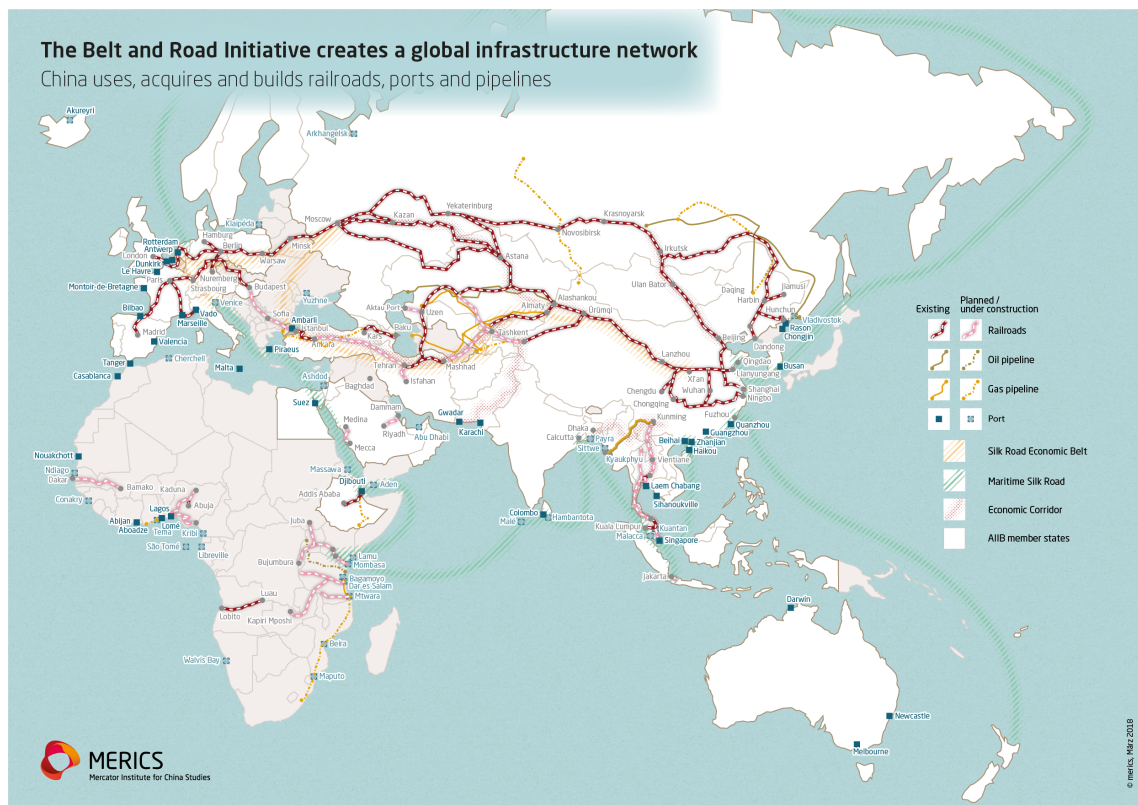 The Belt and Road Initiative creates a global infrastructure network
China uses, acquires and builds railroads, ports and pipelines
Akureyri
Arkhangelsk
Klaipėda
Moscow
Kazan
Yekaterinburg
Krasnoyarsk
Novosibirsk
Irkutsk
Astana
Ulan Bator
Hamburg
Rotterdam
Antwerp
London
Berlin
Minsk
Warsaw
Dunkirk
Le Havre
Paris
Nuremberg
Strasbourg
Budapest
Montoir-de-Bretagne
Venice
Yuzhne
Bilbao
Vado
Marseille
Sofia
Ambarli
Istanbul
Madrid
Valencia
Ankara
Kars
Baku
Piraeus
Tanger
Cherchell
Casablanca
Malta
Ashdod
Suez
Aktau Port
Uzen
Alashankou
Almaty
Ürümqi
Tashkent
Tehran
Mashhad
Isfahan
Baghdad
Dammam
Medina
Riyadh
Mecca
Abu Dhabi
Gwadar
Karachi
Daqing
Jiamusi
Harbin
Hunchun
Vladivostok
Rason
Chongjin
Beijing
Dandong
Lanzhou
Qingdao
Lianyungang
Busan
Xi'an
Chengdu
Wuhan
Shanghai
Ningbo
Chongqing
Fuzhou
Kunming
Quanzhou
Guangzhou
Dhaka
Calcutta
Payra
Sittwe
Kyaukphyu
Beihai
Zhanjian
Haikou
Vientiane
Laem Chabang
Sihanoukville
Colombo
Hambantota
Malé
Kuala Lumpur
Kuantan
Malacca
Singapore
Jakarta
Nouakchott
Ndiago
Dakar
Bamako
Conakry
Kaduna
Abuja
Lagos
Abijan
Lomé
Aboadze
Tema
Kribi
São Tomé
Libreville
Massawa
Djibouti
Aden
Addis Ababa
Juba
Bujumbura
Lamu
Mombasa
Bagamoyo
Dar es Salam
Mtwara
Luau
Lobito
Kapiri Mposhi
Beira
Walvis Bay
Maputo
Darwin
Newcastle
Melbourne
Existing
Planned /
under construction
Railroads
Oil pipeline
Gas pipeline
Port
Silk Road Economic Belt
Maritime Silk Road
Economic Corridor
AIIB member states
MERICS
Mercator Institute for China Studies
© merics, März 2018